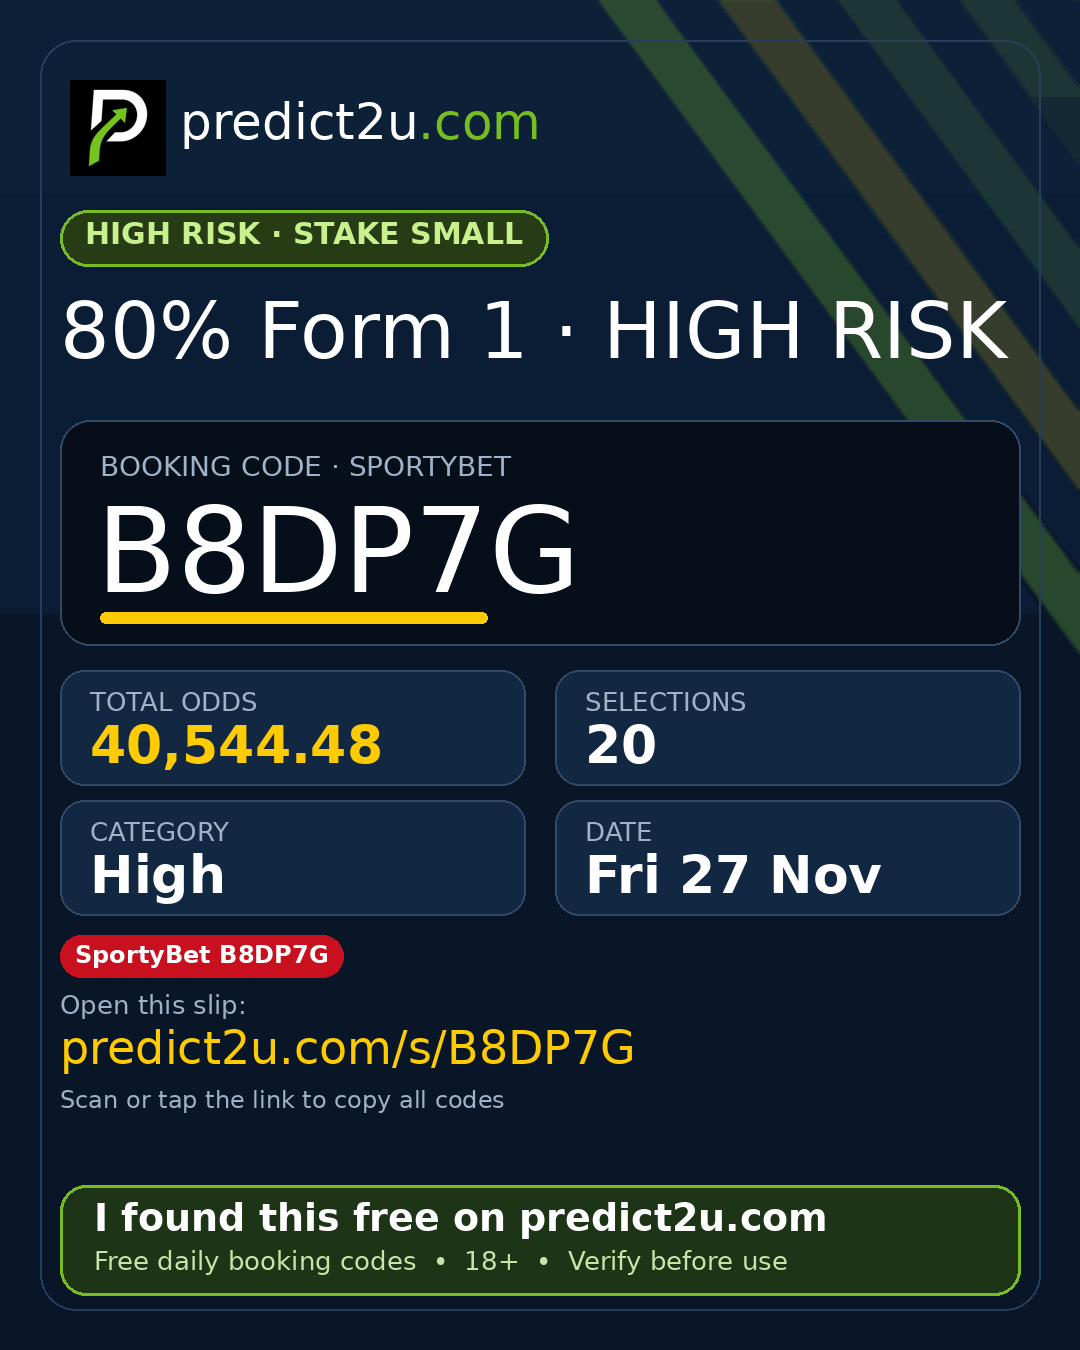 predict2u.com
HIGH RISK · STAKE SMALL
80% Form 1 · HIGH RISK
BOOKING CODE · SPORTYBET
B8DP7G
TOTAL ODDS
40,544.48
SELECTIONS
20
CATEGORY
High
DATE
Fri 27 Nov
SportyBet B8DP7G
Open this slip:
predict2u.com/s/B8DP7G
Scan or tap the link to copy all codes
I found this free on predict2u.com
Free daily booking codes • 18+ • Verify before use